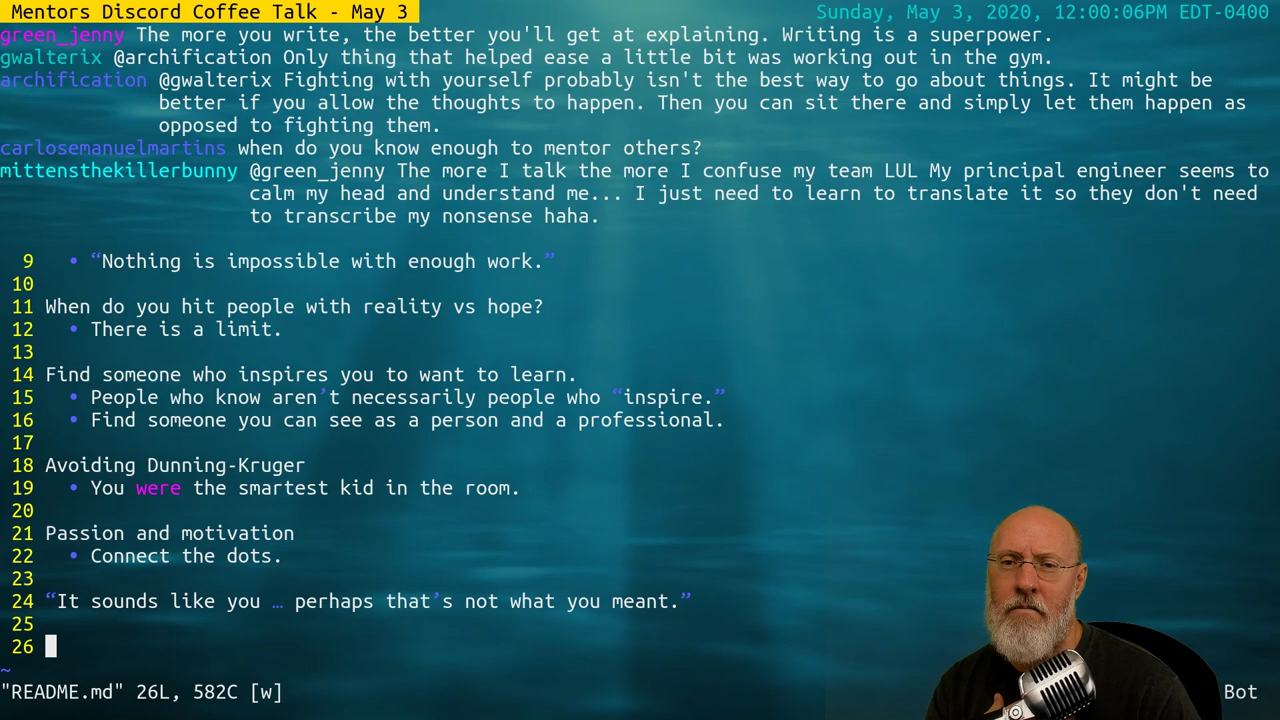 Mentors Discord Coffee Talk - May 3
Sunday, May 3, 2020, 12:00:06PM EDT-0400
green_jenny The more you write, the better you'll get at explaining. Writing is a superpower.
gwalterix @archification Only thing that helped ease a little bit was working out in the gym.
archification @gwalterix Fighting with yourself probably isn't the best way to go about things. It might be
better if you allow the thoughts to happen. Then you can sit there and simply let them happen as
opposed to fighting them.
carlosemanuelmartins when do you know enough to mentor others?
mittensthekillerbunny @green_jenny The more I talk the more I confuse my team LUL My principal engineer seems to
calm my head and understand me... I just need to learn to translate it so they don't need
to transcribe my nonsense haha.
9 • “Nothing is impossible with enough work.”
10
11 When do you hit people with reality vs hope?
12 • There is a limit.
13
14 Find someone who inspires you to want to learn.
15 • People who know aren’t necessarily people who “inspire.”
16 • Find someone you can see as a person and a professional.
17
18 Avoiding Dunning-Kruger
19 • You were the smartest kid in the room.
20
21 Passion and motivation
22 • Connect the dots.
23
24 “It sounds like you … perhaps that’s not what you meant.”
25
26
~
"README.md" 26L, 582C [w]
Bot